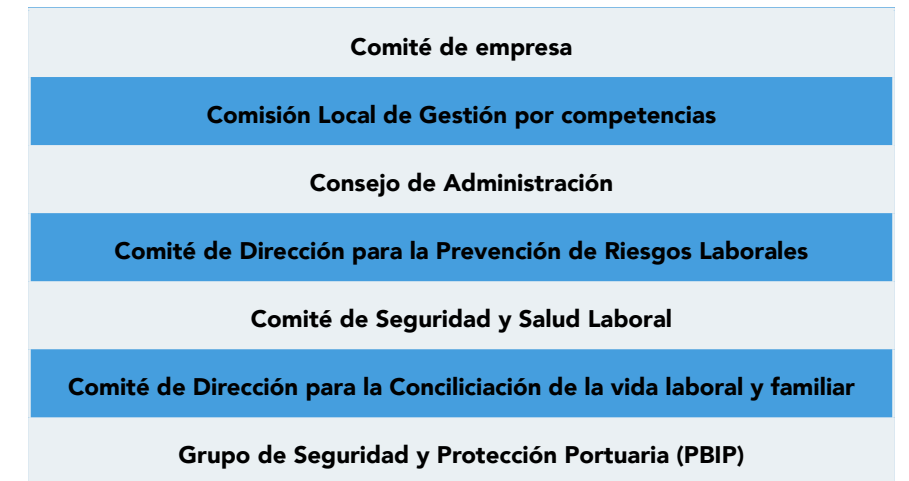 Comité de empresa
Comisión Local de Gestión por competencias
Consejo de Administración
Comité de Dirección para la Prevención de Riesgos Laborales
Comité de Seguridad y Salud Laboral
Comité de Dirección para la Conciliciación de la vida laboral y familiar
Grupo de Seguridad y Protección Portuaria (PBIP)